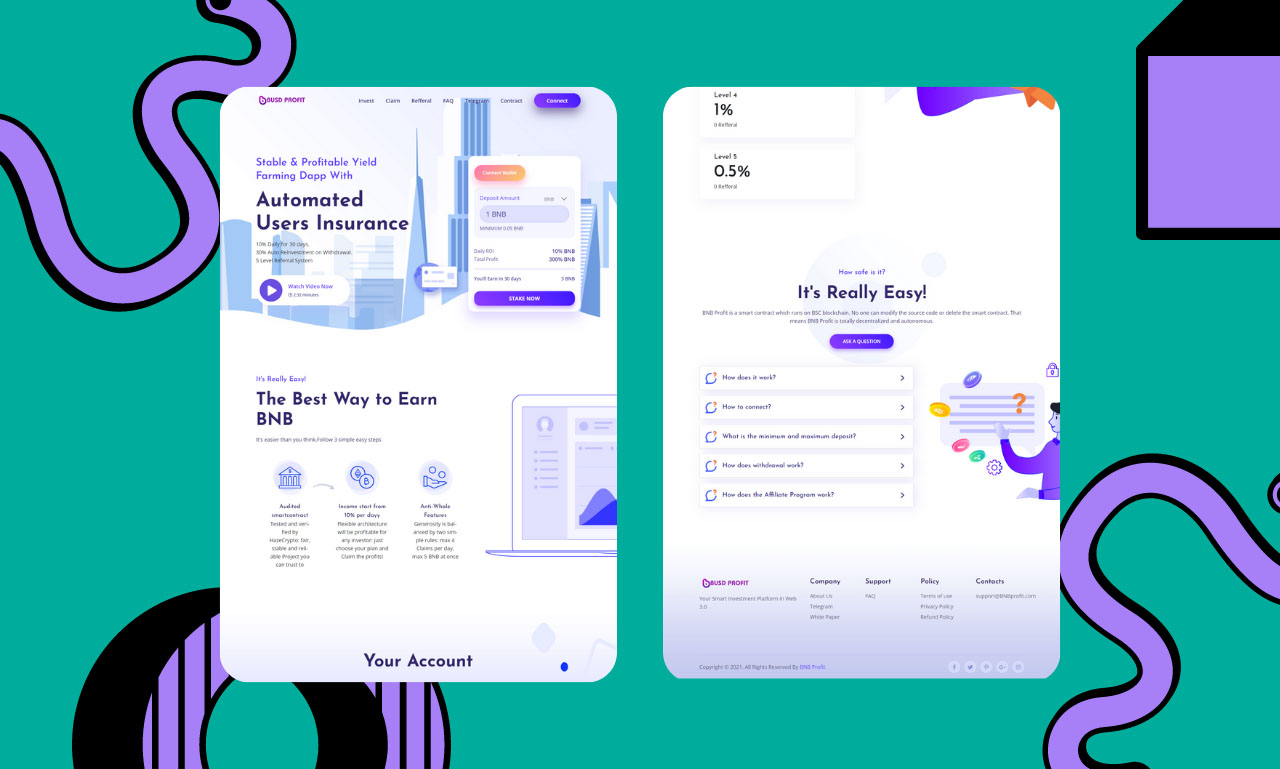 BUSD PROFIT
Invest Claim Refferal FAQ Telegram Contract Connect
Stable & Profitable Yield
Farming Dapp With
Automated
Users Insurance
10% Daily for 30 days,
30% Auto Reinvestment on Withdrawal,
5 Level Referral System
Watch Video Now
2:30 minutes
Connect Wallet
Deposit Amount BNB
1 BNB
MINIMUM 0.05 BNB
Daily ROI 10% BNB
Total Profit 300% BNB
You'll Earn in 30 days 3 BNB
STAKE NOW
It's Really Easy!
The Best Way to Earn
BNB
It's easier than you think,Follow 3 simple easy steps
Audited
smartcontract
Tested and veri-
fied by
HazeCrypto: fair,
stable and reli-
able Project you
can trust to
Income start from
10% per dayy
Flexible architecture
will be profitable for
any investor: just
choose your plan and
Claim the profits!
Anti-Whale
Features
Generosity is bal-
anced by two sim-
ple rules: max 4
Claims per day,
max 5 BNB at once
Your Account
Level 4
1%
0 Refferal
Level 5
0.5%
0 Refferal
How safe is it?
It's Really Easy!
BNB Profit is a smart contract which runs on BSC blockchain. No one can modify the source code or delete the smart contract. That
means BNB Profit is totally decentralized and autonomous.
ASK A QUESTION
How does it work?
How to connect?
What is the minimum and maximum deposit?
How does withdrawal work?
How does the Affiliate Program work?
?
BUSD PROFIT
Your Smart Investment Platform in Web
3.0
Company
About Us
Telegram
White Paper
Support
FAQ
Policy
Terms of use
Privacy Policy
Refund Policy
Contacts
support@BNBprofit.com
Copyright © 2021. All Rights Reserved By BNB Profit